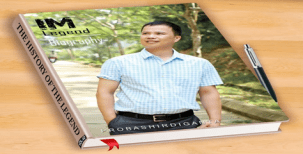 IM
Legend
Biography
PROBASHIRDIGANTA
THE HISTORY OF THE LEGEND